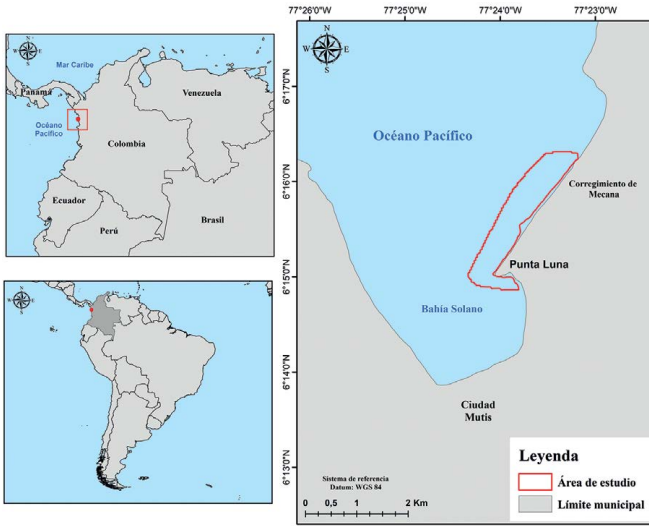 N
W E
S
Mar Caribe
Panamá
Venezuela
Océano
Pacífico
Colombia
Ecuador
Perú
Brasil
N
W E
S
77°26'0"W
77°25'0"W
77°24'0"W
77°23'0"W
N
W E
S
6°17'0"N
Océano Pacífico
6°16'0"N
Corregimiento de
Mecana
Punta Luna
6°15'0"N
Bahía Solano
6°14'0"N
Ciudad
Mutis
6°13'0"N
Sistema de referencia
Datum: WGS 84
0 0,5 1 2 Km
Leyenda
Área de estudio
Límite municipal